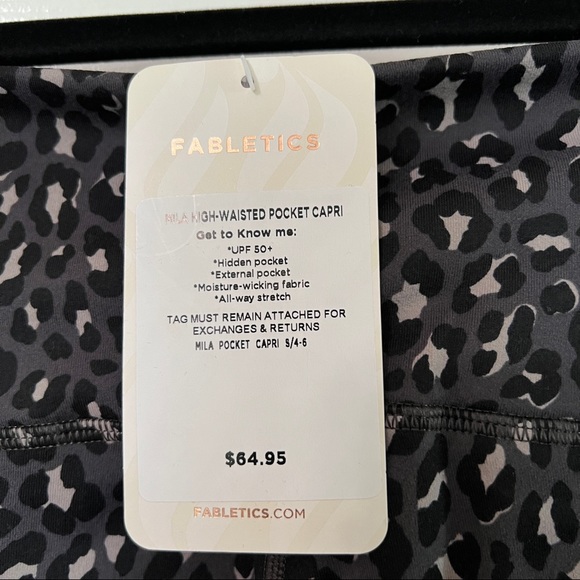 FABLETICS
MILA HIGH-WAISTED POCKET CAPRI
Get to Know me:
*UPF 50+
*Hidden pocket
*External pocket
*Moisture-wicking fabric
*All-way stretch
TAG MUST REMAIN ATTACHED FOR
EXCHANGES & RETURNS
MILA POCKET CAPRI S/4-6
$64.95
FABLETICS.COM